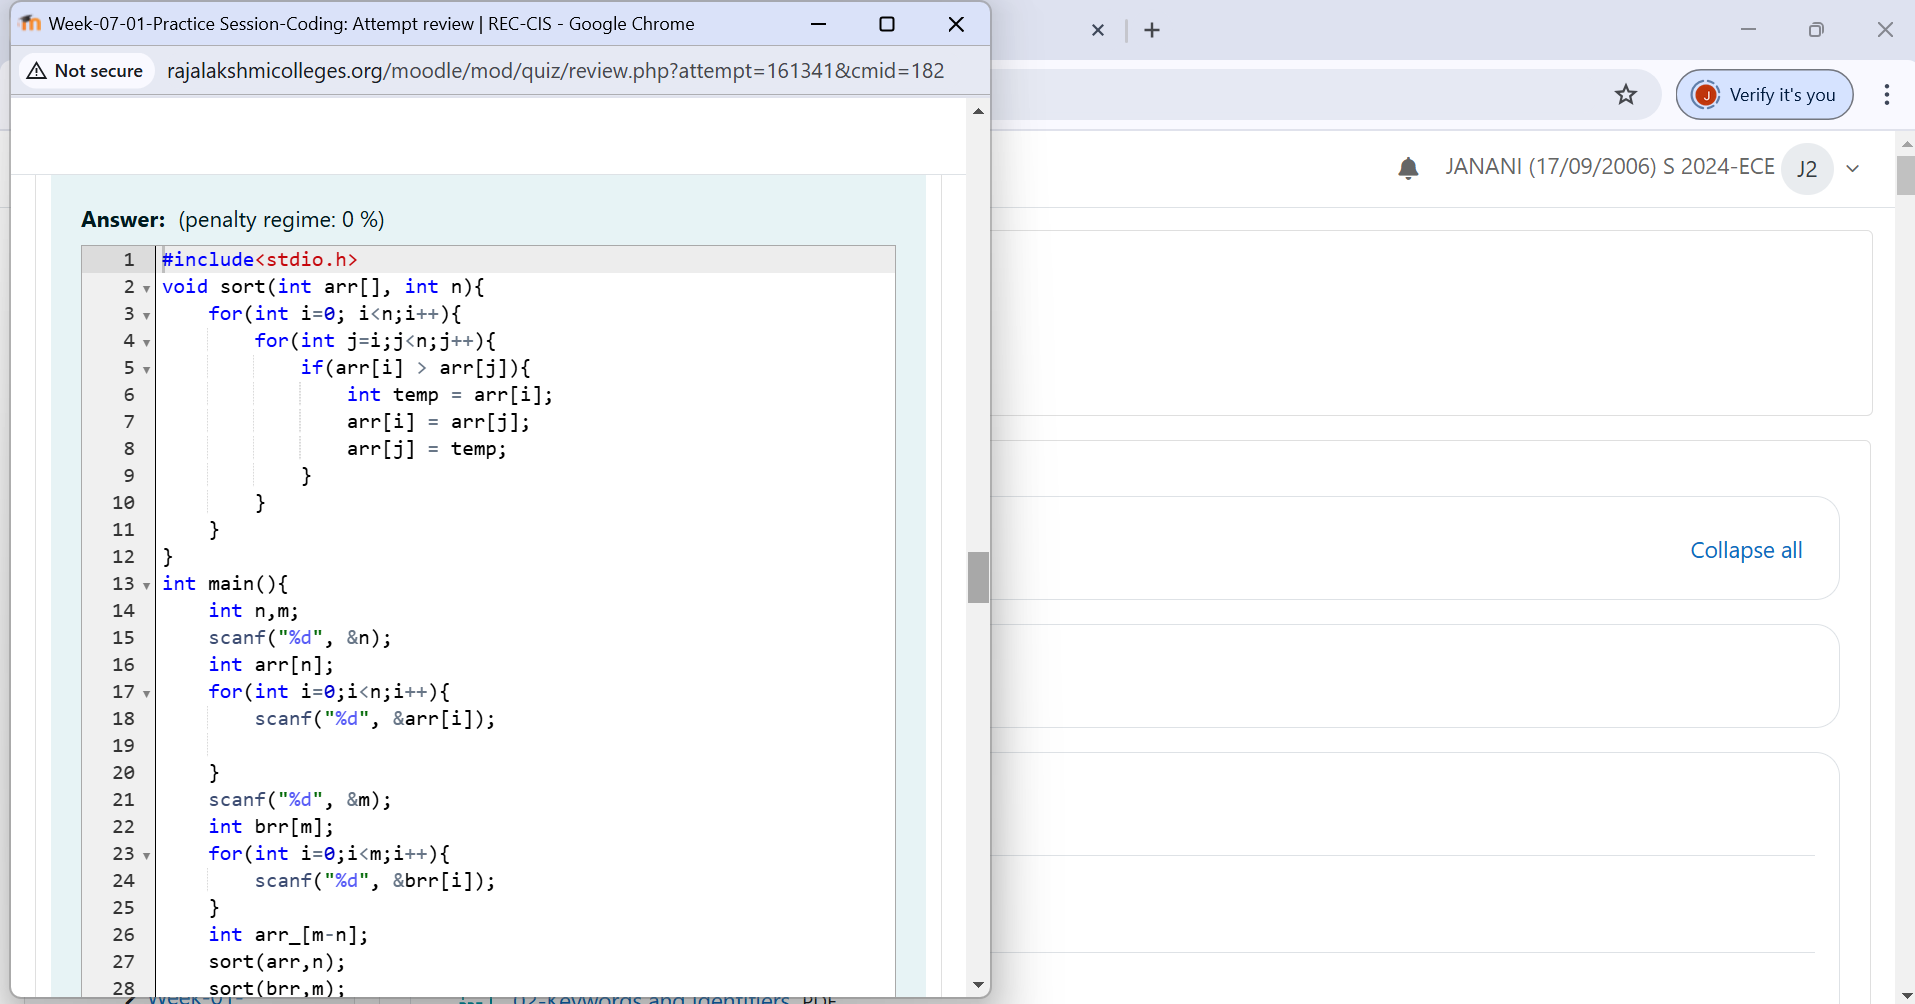 Week-07-01-Practice Session-Coding: Attempt review | REC-CIS - Google Chrome
Not secure
rajalakshmicolleges.org/moodle/mod/quiz/review.php?attempt=161341&cmid=182
Verify it's you
JANANI (17/09/2006) S 2024-ECE
J2
Collapse all
Answer: (penalty regime: 0 %)
1 #include<stdio.h>
2 void sort(int arr[], int n){
3     for(int i=0; i<n;i++){
4         for(int j=i;j<n;j++){
5             if(arr[i] > arr[j]){
6                 int temp = arr[i];
7                 arr[i] = arr[j];
8                 arr[j] = temp;
9             }
10         }
11     }
12 }
13 int main(){
14     int n,m;
15     scanf("%d", &n);
16     int arr[n];
17     for(int i=0;i<n;i++){
18         scanf("%d", &arr[i]);
19
20     }
21     scanf("%d", &m);
22     int brr[m];
23     for(int i=0;i<m;i++){
24         scanf("%d", &brr[i]);
25     }
26     int arr_[m-n];
27     sort(arr,n);
28     sort(brr,m);